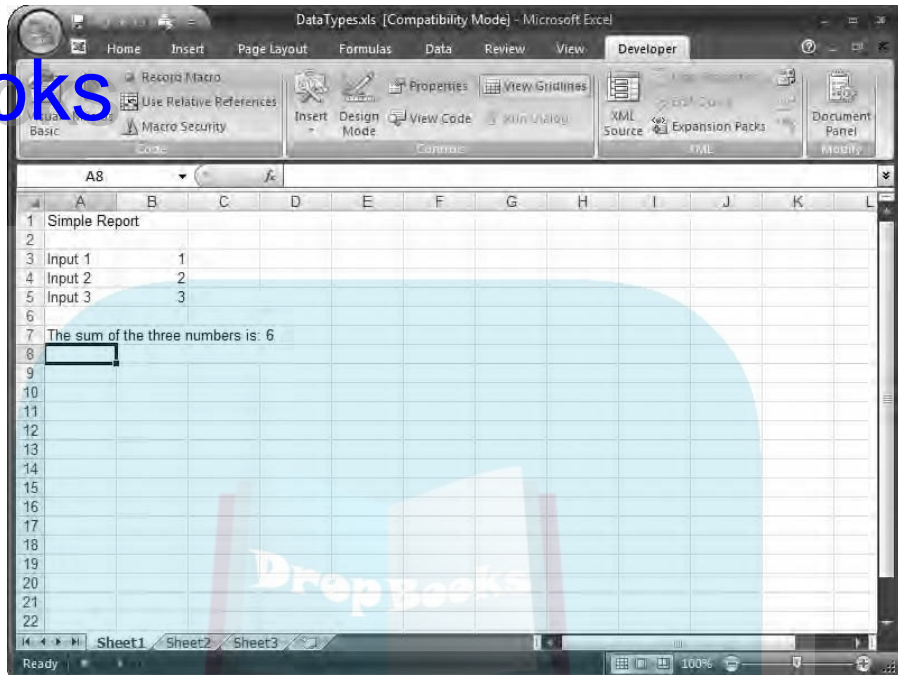 DataTypes.xls [Compatibility Mode] - Microsoft Excel
Home Insert Page Layout Formulas Data Review View Developer
oks
Record Macro
Use Relative References
Macro Security
Basic
Code
Insert
Design Mode
Properties
View Code
View Gridlines
Controls
XML Source
Expansion Packs
XML
Document Panel
Modify
A8 fx
A B C D E F G H I J K L
1 Simple Report
2
3 Input 1 1
4 Input 2 2
5 Input 3 3
6
7 The sum of the three numbers is: 6
8
9
10
11
12
13
14
15
16
17
18
19
DropBooks
20
21
22
Sheet1 Sheet2 Sheet3
Ready 100%